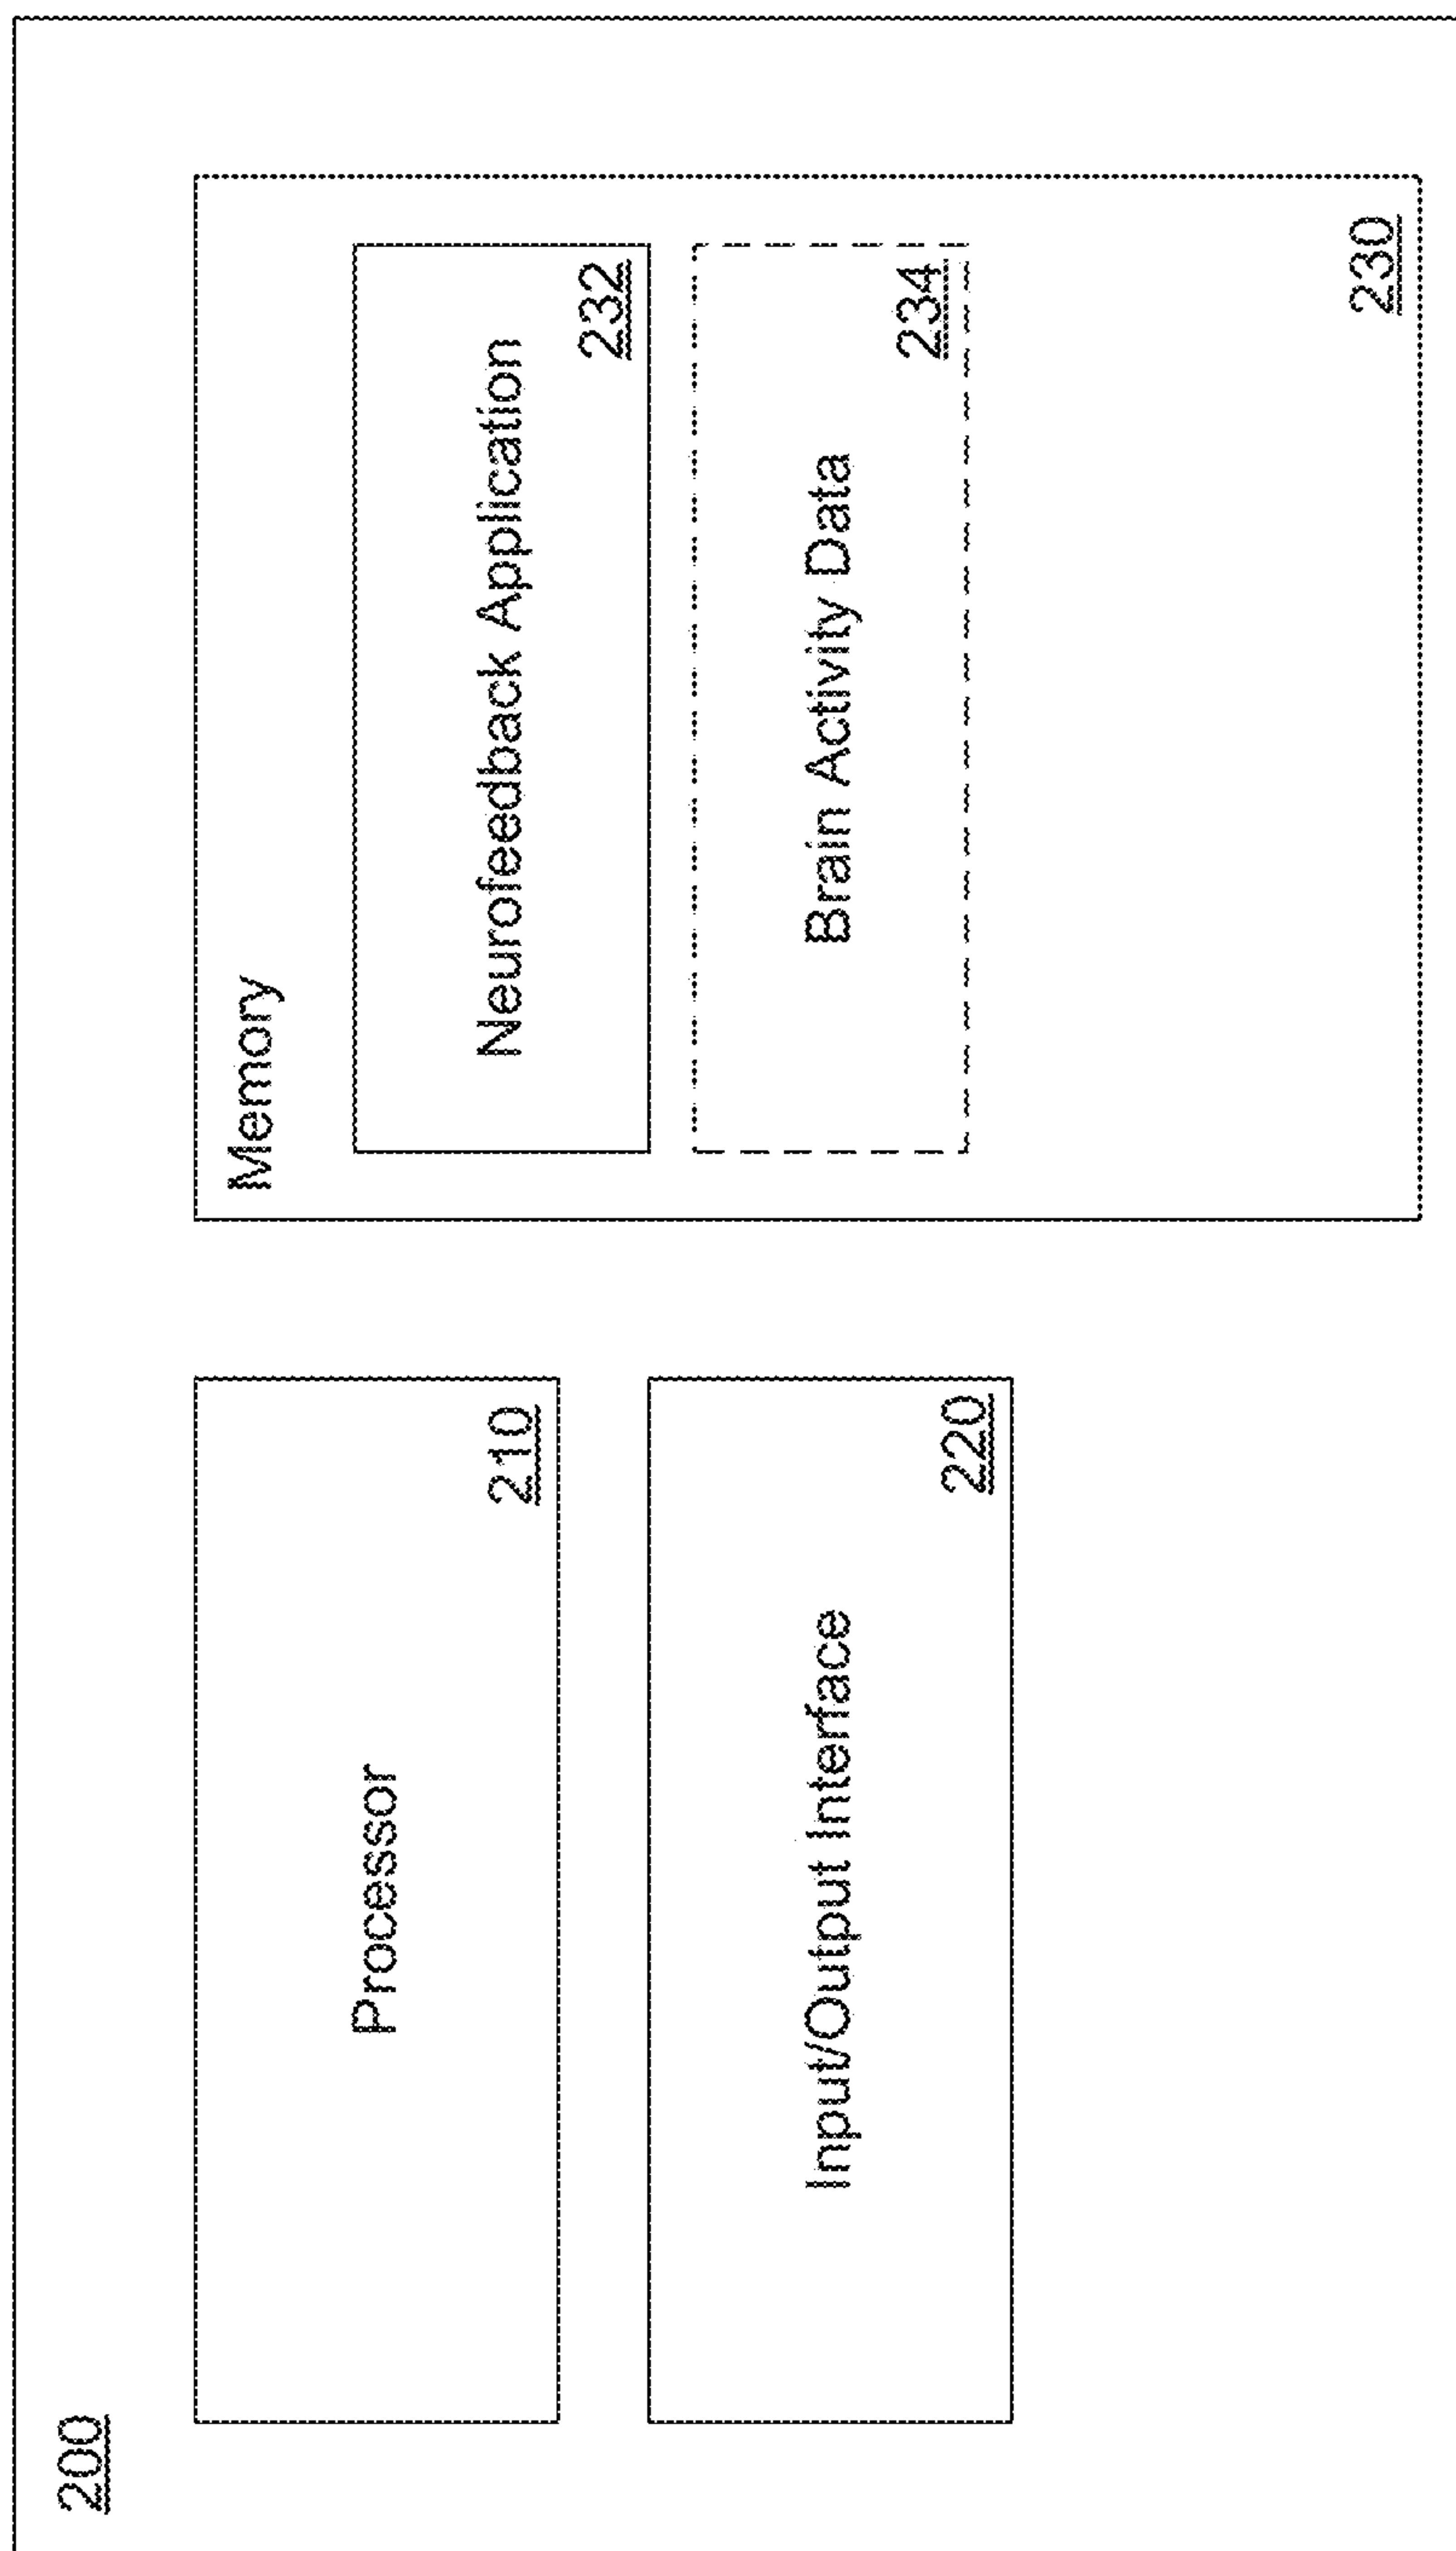 200
Processor
210
Input/Output Interface
220
Memory
Neurofeedback Application
232
Brain Activity Data
234
230